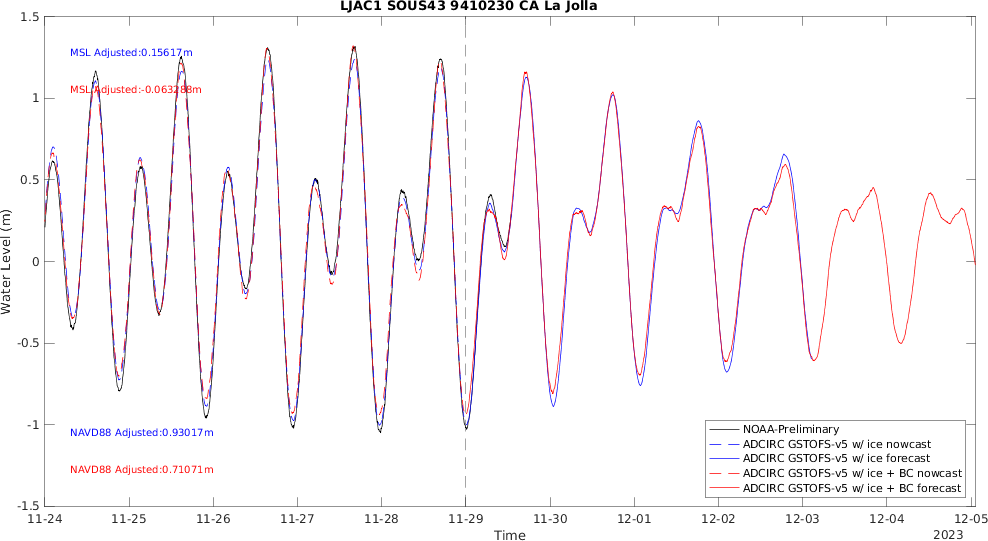 LJAC1 SOUS43 9410230 CA La Jolla
1.5
1
0.5
0
-0.5
-1
-1.5
Water Level (m)
MSL Adjusted:0.15617m
MSL Adjusted:-0.063288m
NAVD88 Adjusted:0.93017m
NAVD88 Adjusted:0.71071m
NOAA-Preliminary
ADCIRC GSTOFS-v5 w/ ice nowcast
ADCIRC GSTOFS-v5 w/ ice forecast
ADCIRC GSTOFS-v5 w/ ice + BC nowcast
ADCIRC GSTOFS-v5 w/ ice + BC forecast
11-24 11-25 11-26 11-27 11-28 11-29 11-30 12-01 12-02 12-03 12-04 12-05
Time
2023